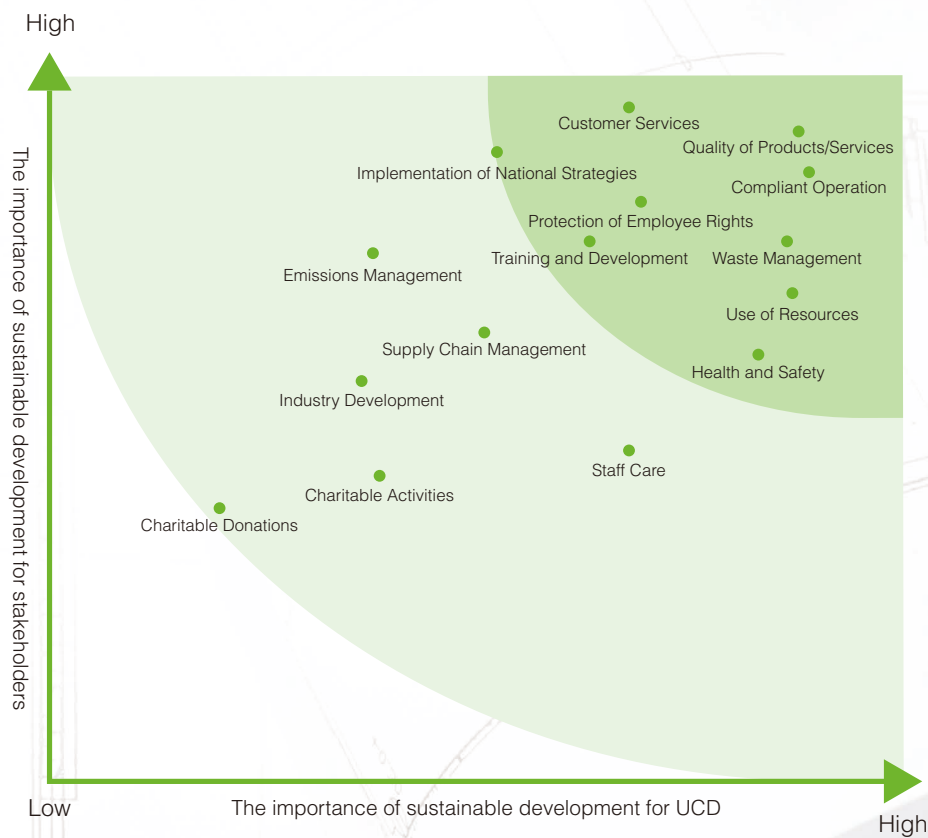 High
The importance of sustainable development for stakeholders
Customer Services
Quality of Products/Services
Implementation of National Strategies
Compliant Operation
Protection of Employee Rights
Training and Development
Waste Management
Emissions Management
Use of Resources
Supply Chain Management
Health and Safety
Industry Development
Staff Care
Charitable Activities
Charitable Donations
Low
The importance of sustainable development for UCD
High